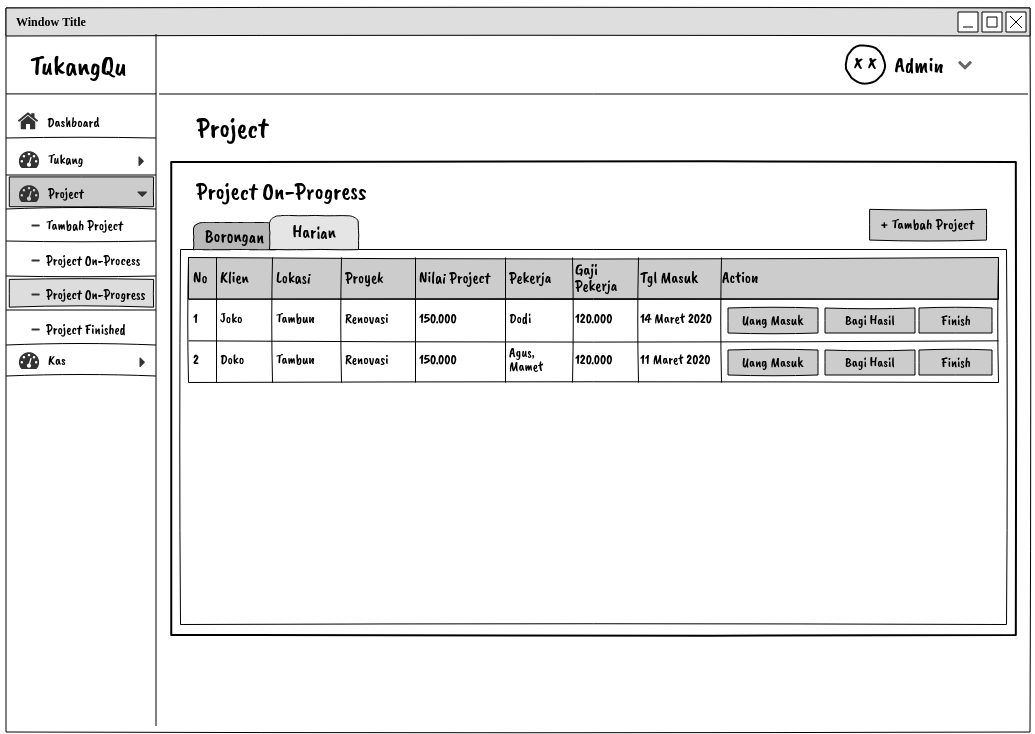 Window Title
TukangQu
Admin
Dashboard
Tukang
Project
– Tambah Project
– Project On-Process
– Project On-Progress
– Project Finished
Kas
Project
Project On-Progress
Borongan Harian
+ Tambah Project
No Klien Lokasi Proyek Nilai Project Pekerja Gaji Pekerja Tgl Masuk Action
1 Joko Tambun Renovasi 150.000 Dodi 120.000 14 Maret 2020 Uang Masuk Bagi Hasil Finish
2 Doko Tambun Renovasi 150.000 Agus, Mamet 120.000 11 Maret 2020 Uang Masuk Bagi Hasil Finish